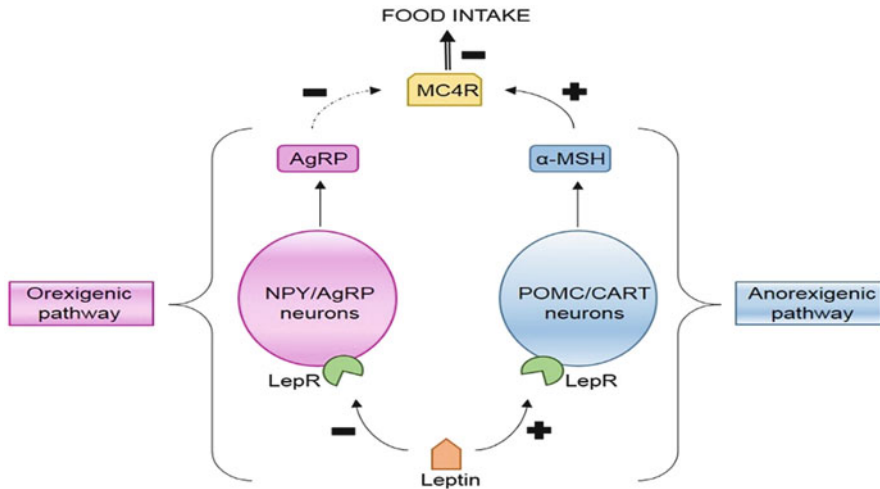 FOOD INTAKE
−
MC4R
−
+
AgRP
α-MSH
Orexigenic
pathway
NPY/AgRP
neurons
POMC/CART
neurons
Anorexigenic
pathway
LepR
LepR
−
+
Leptin